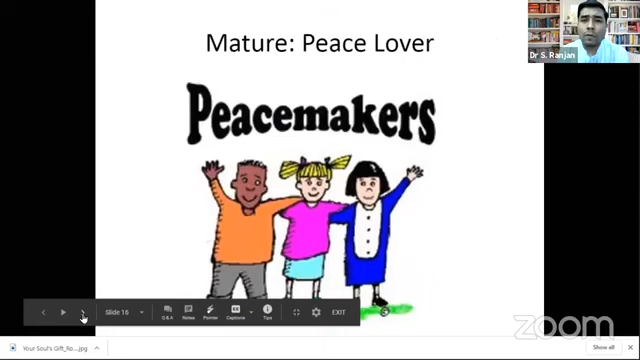 Mature: Peace Lover
Peacemakers
Dr S. Ranjan
Slide 16
Q & A
Notes
Pointer
Captions
Tips
EXIT
zoom
Your Soul's Gift_Ro....jpg
Show all